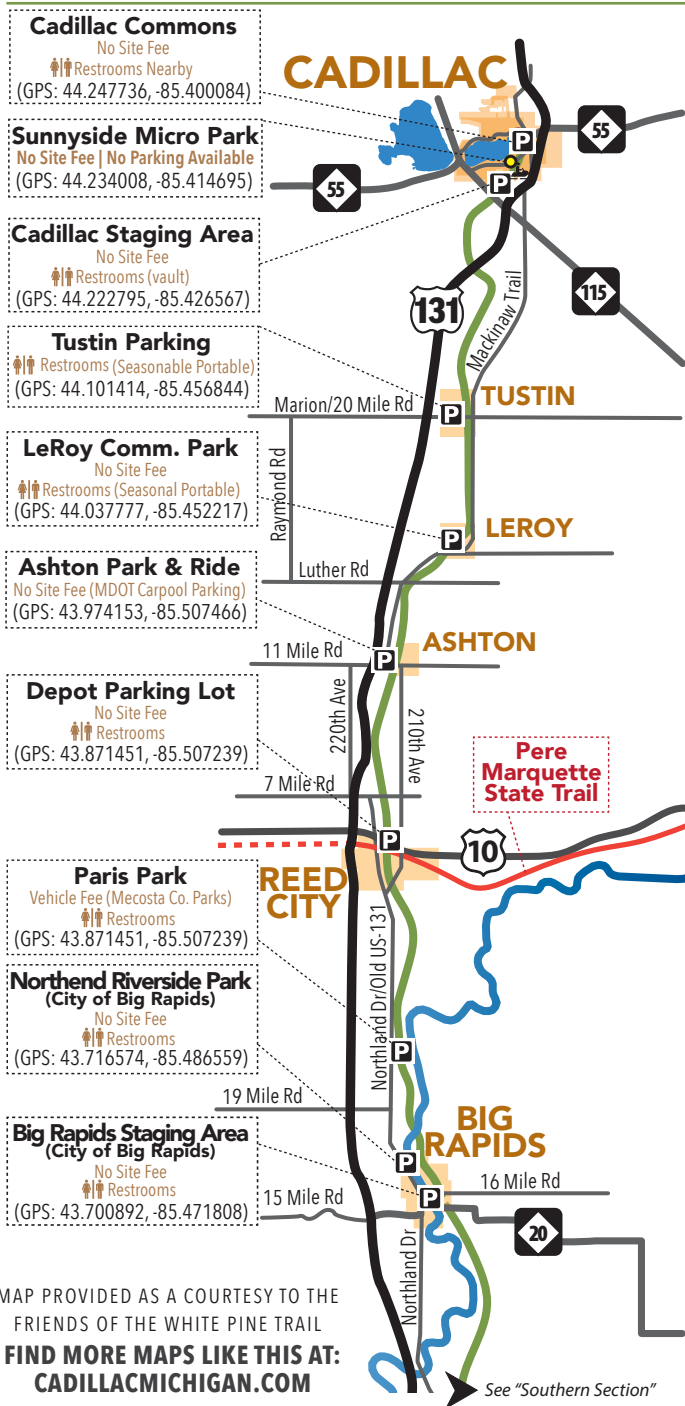 Cadillac Commons
No Site Fee
Restrooms Nearby
(GPS: 44.247736, -85.400084)
Sunnyside Micro Park
No Site Fee | No Parking Available
(GPS: 44.234008, -85.414695)
Cadillac Staging Area
No Site Fee
Restrooms (vault)
(GPS: 44.222795, -85.426567)
Tustin Parking
Restrooms (Seasonable Portable)
(GPS: 44.101414, -85.456844)
LeRoy Comm. Park
No Site Fee
Restrooms (Seasonal Portable)
(GPS: 44.037777, -85.452217)
Ashton Park & Ride
No Site Fee (MDOT Carpool Parking)
(GPS: 43.974153, -85.507466)
Depot Parking Lot
No Site Fee
Restrooms
(GPS: 43.871451, -85.507239)
Paris Park
Vehicle Fee (Mecosta Co. Parks)
Restrooms
(GPS: 43.871451, -85.507239)
Northend Riverside Park
(City of Big Rapids)
No Site Fee
Restrooms
(GPS: 43.716574, -85.486559)
Big Rapids Staging Area
(City of Big Rapids)
No Site Fee
Restrooms
(GPS: 43.700892, -85.471808)
CADILLAC
P
55
55
P
115
131
Mackinaw Trail
TUSTIN
P
Marion/20 Mile Rd
Raymond Rd
LEROY
P
Luther Rd
ASHTON
11 Mile Rd
P
220th Ave
210th Ave
7 Mile Rd
Pere
Marquette
State Trail
P
10
REED
CITY
Northland Dr/Old US-131
P
19 Mile Rd
BIG
RAPIDS
P
16 Mile Rd
P
15 Mile Rd
20
Northland Dr
MAP PROVIDED AS A COURTESY TO THE
FRIENDS OF THE WHITE PINE TRAIL
FIND MORE MAPS LIKE THIS AT:
CADILLACMICHIGAN.COM
See "Southern Section"